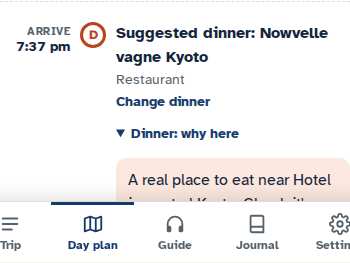 ARRIVE
7:37 pm
D
Suggested dinner: Nowvelle
vagne Kyoto
Restaurant
Change dinner
Dinner: why here
A real place to eat near Hotel
Trip
Day plan
Guide
Journal
Settin